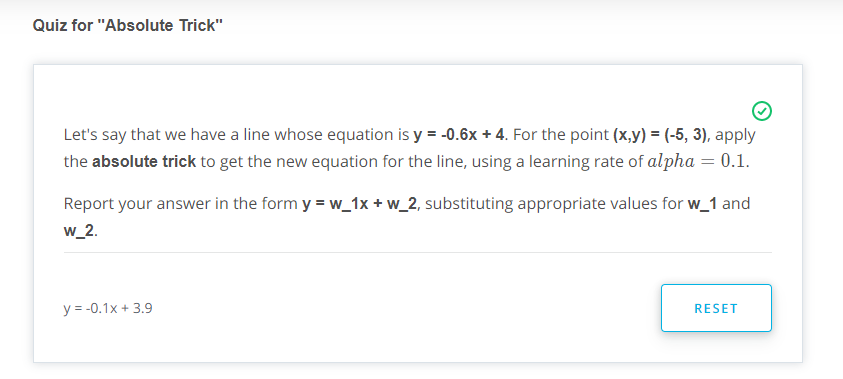 Quiz for "Absolute Trick"
Let's say that we have a line whose equation is y = -0.6x + 4. For the point (x,y) = (-5, 3), apply
the absolute trick to get the new equation for the line, using a learning rate of alpha = 0.1.
Report your answer in the form y = w_1x + w_2, substituting appropriate values for w_1 and
w_2.
y = -0.1x + 3.9
RESET